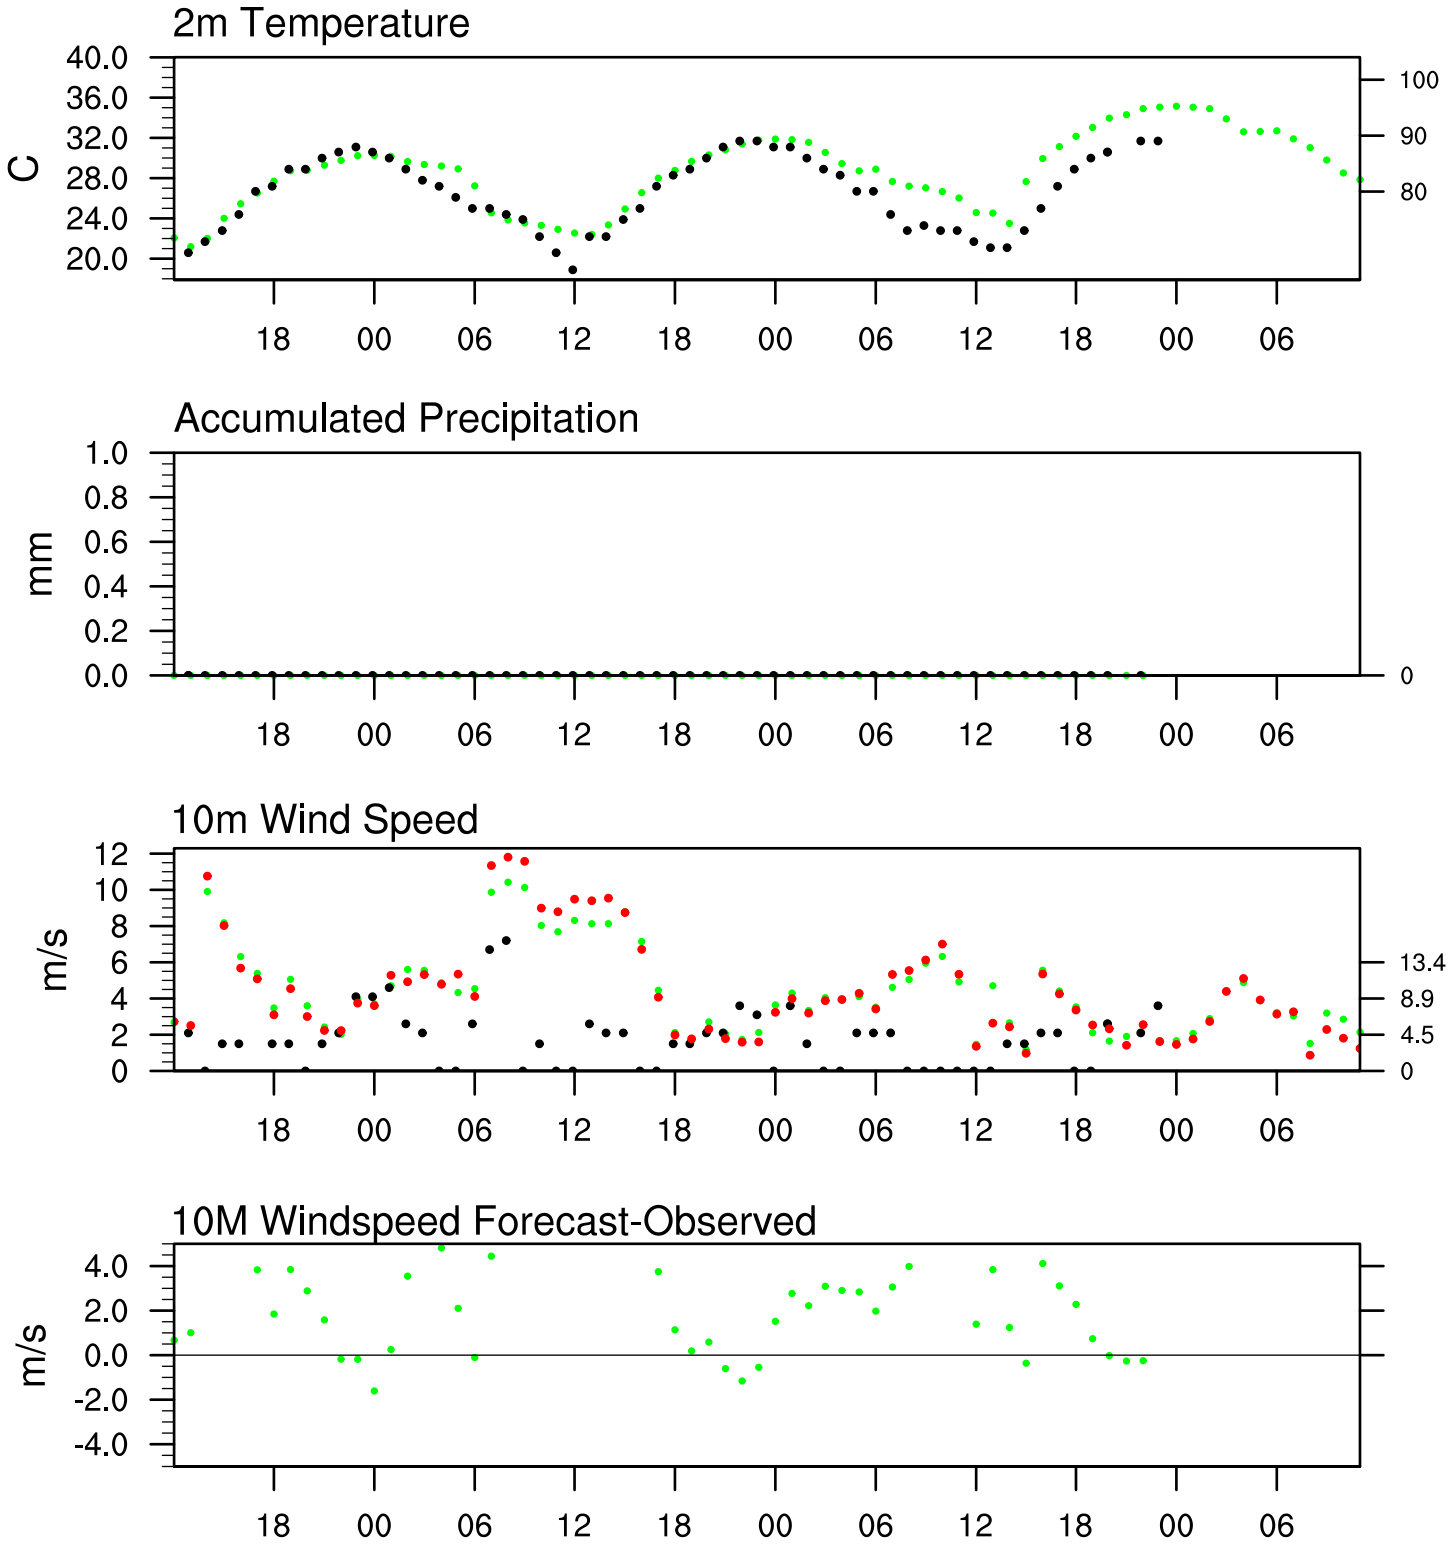 2m Temperature
40.0
36.0
32.0
28.0
24.0
20.0
C
100
90
80
18 00 06 12 18 00 06 12 18 00 06
Accumulated Precipitation
1.0
0.8
0.6
0.4
0.2
0.0
mm
0
18 00 06 12 18 00 06 12 18 00 06
10m Wind Speed
12
10
8
6
4
2
0
m/s
13.4
8.9
4.5
0
18 00 06 12 18 00 06 12 18 00 06
10M Windspeed Forecast-Observed
4.0
2.0
0.0
-2.0
-4.0
m/s
18 00 06 12 18 00 06 12 18 00 06